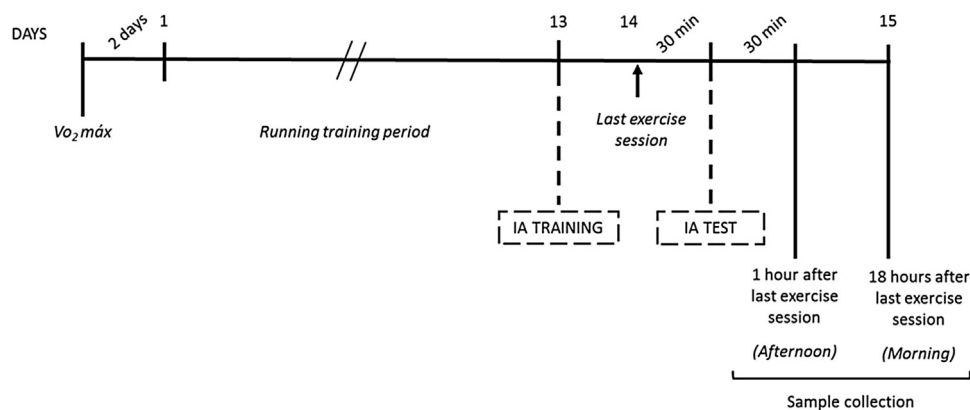 DAYS
2 days
1
13
14
30 min
30 min
15
Vo₂ máx
Running training period
Last exercise
session
IA TRAINING
IA TEST
1 hour after
last exercise
session
(Afternoon)
18 hours after
last exercise
session
(Morning)
Sample collection